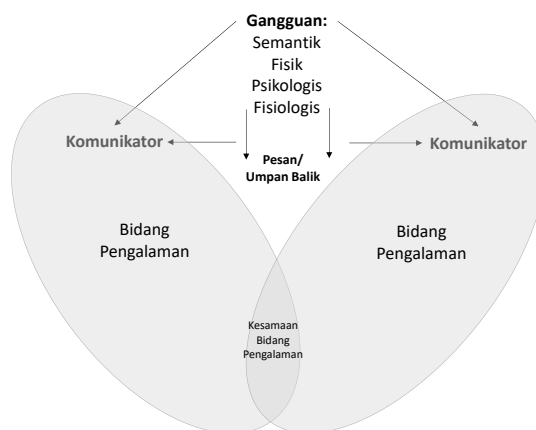 Gangguan:
Semantik
Fisik
Psikologis
Fisiologis
Komunikator
Komunikator
Pesan/
Umpan Balik
Bidang
Pengalaman
Bidang
Pengalaman
Kesamaan
Bidang
Pengalaman